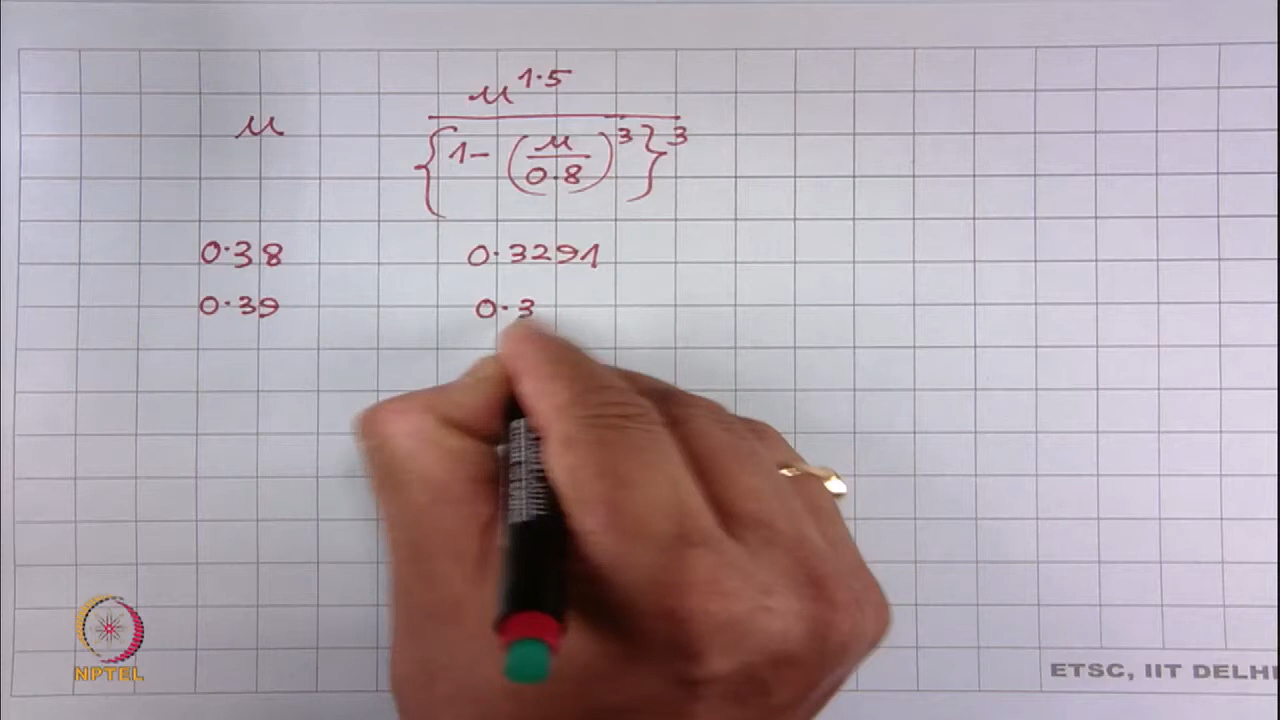 μ μ^1.5 / {1 - (μ/0.8)^3}^3
0.38 0.3291
0.39 0.3
NPTEL
ETSC, IIT DELHI